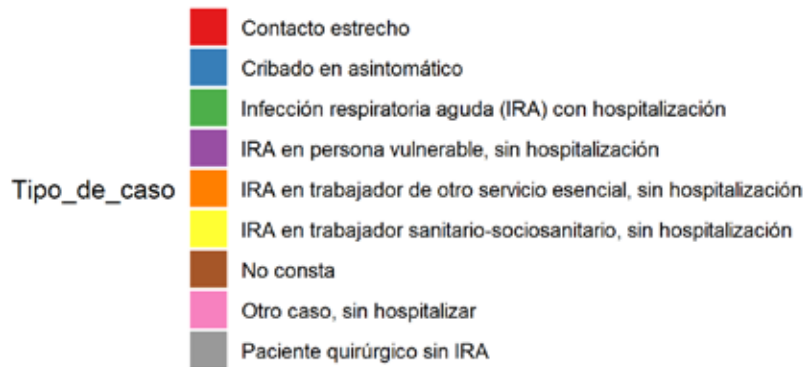 Contacto estrecho
Cribado en asintomático
Infección respiratoria aguda (IRA) con hospitalización
IRA en persona vulnerable, sin hospitalización
Tipo_de_caso
IRA en trabajador de otro servicio esencial, sin hospitalización
IRA en trabajador sanitario-sociosanitario, sin hospitalización
No consta
Otro caso, sin hospitalizar
Paciente quirúrgico sin IRA